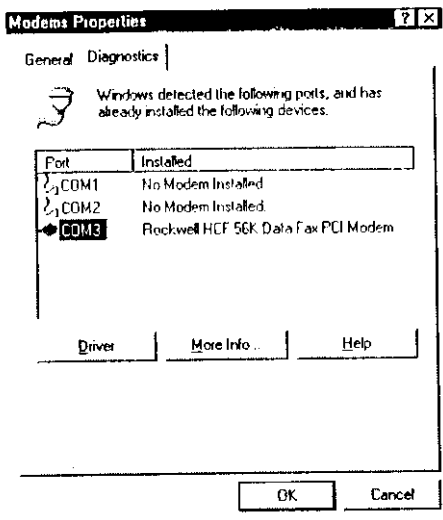 Modems Properties
General Diagnostics
Windows detected the following ports, and has
already installed the following devices.
Port Installed
COM1 No Modem Installed
COM2 No Modem Installed.
COM3 Rockwell HCF 56K Data Fax PCI Modem
Driver More Info... Help
OK Cancel